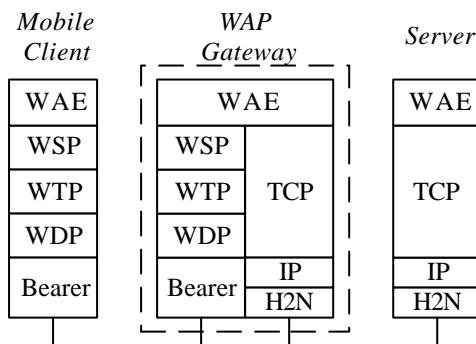 Mobile
Client
WAE
WSP
WTP
WDP
Bearer
WAP
Gateway
WAE
WSP
WTP
WDP
Bearer
TCP
IP
H2N
Server
WAE
TCP
IP
H2N